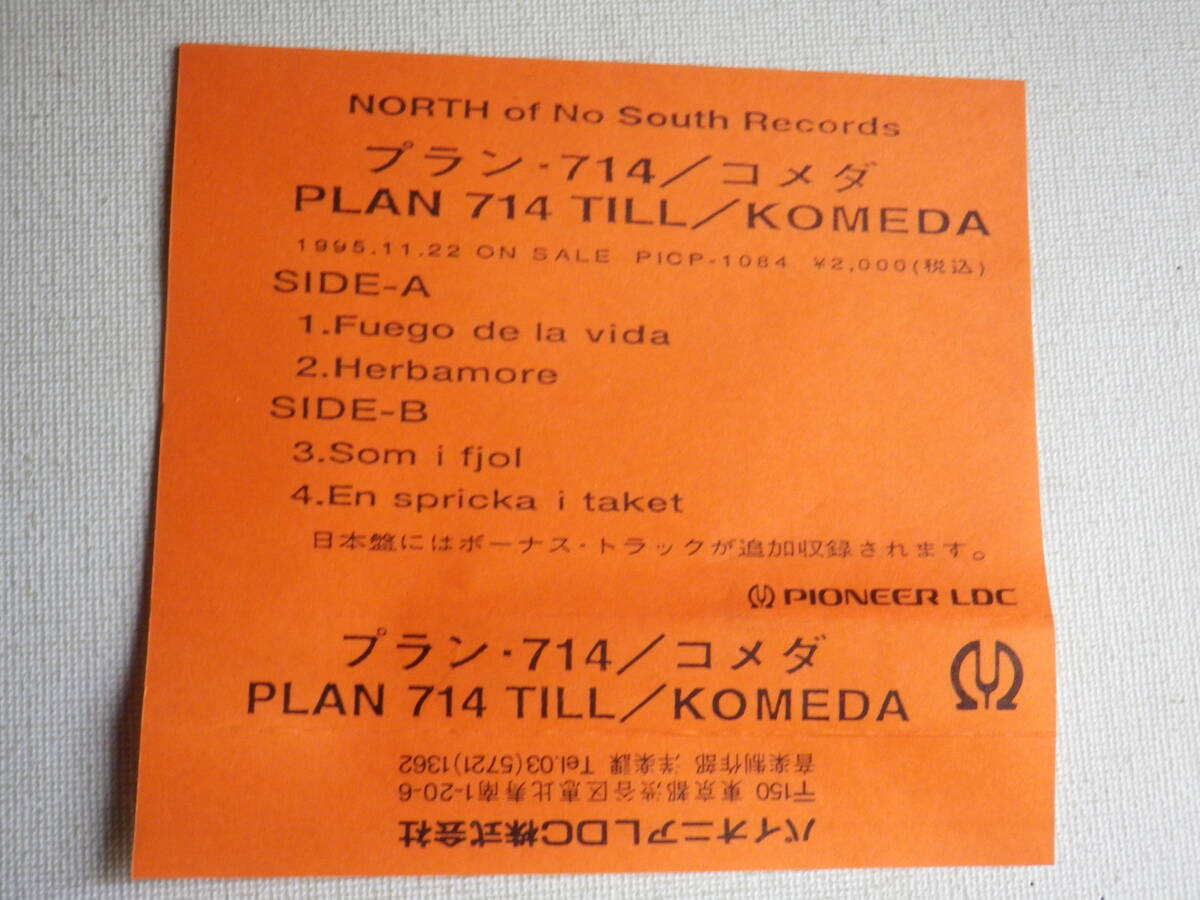 NORTH of No South Records
プラン・714／コメダ
PLAN 714 TILL／KOMEDA
1995.11.22 ON SALE PICP-1084 ¥2,000(税込)
SIDE-A
1.Fuego de la vida
2.Herbamore
SIDE-B
3.Som i fjol
4.En spricka i taket
日本盤にはボーナス・トラックが追加収録されます。
PIONEER LDC
プラン・714／コメダ
PLAN 714 TILL／KOMEDA
パイオニアLDC株式会社
〒150 東京都渋谷区恵比寿南1-20-6
音楽制作部 洋楽課 Tel.03(5721)1362